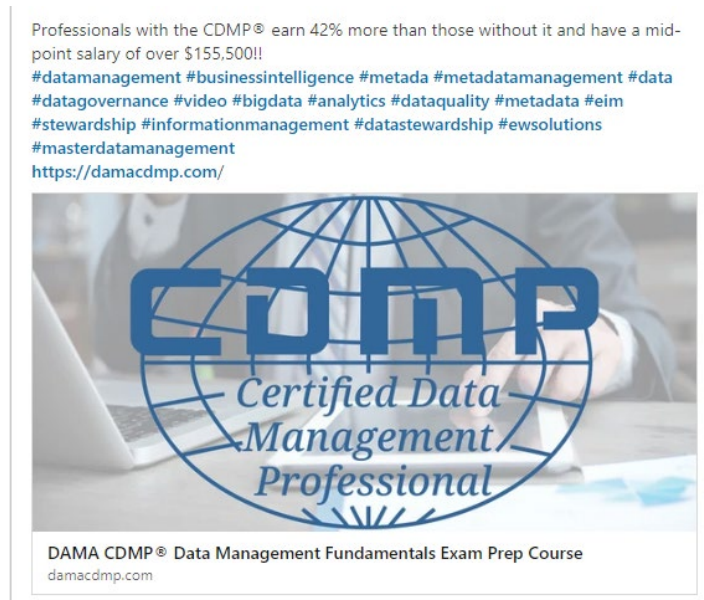 Professionals with the CDMP® earn 42% more than those without it and have a mid-
point salary of over $155,500!!
#datamanagement #businessintelligence #metada #metadatamanagement #data
#datagovernance #video #bigdata #analytics #dataquality #metadata #eim
#stewardship #informationmanagement #datastewardship #ewsolutions
#masterdatamanagement
https://damacdmp.com/
CDMP
Certified Data
Management
Professional
DAMA CDMP® Data Management Fundamentals Exam Prep Course
damacdmp.com